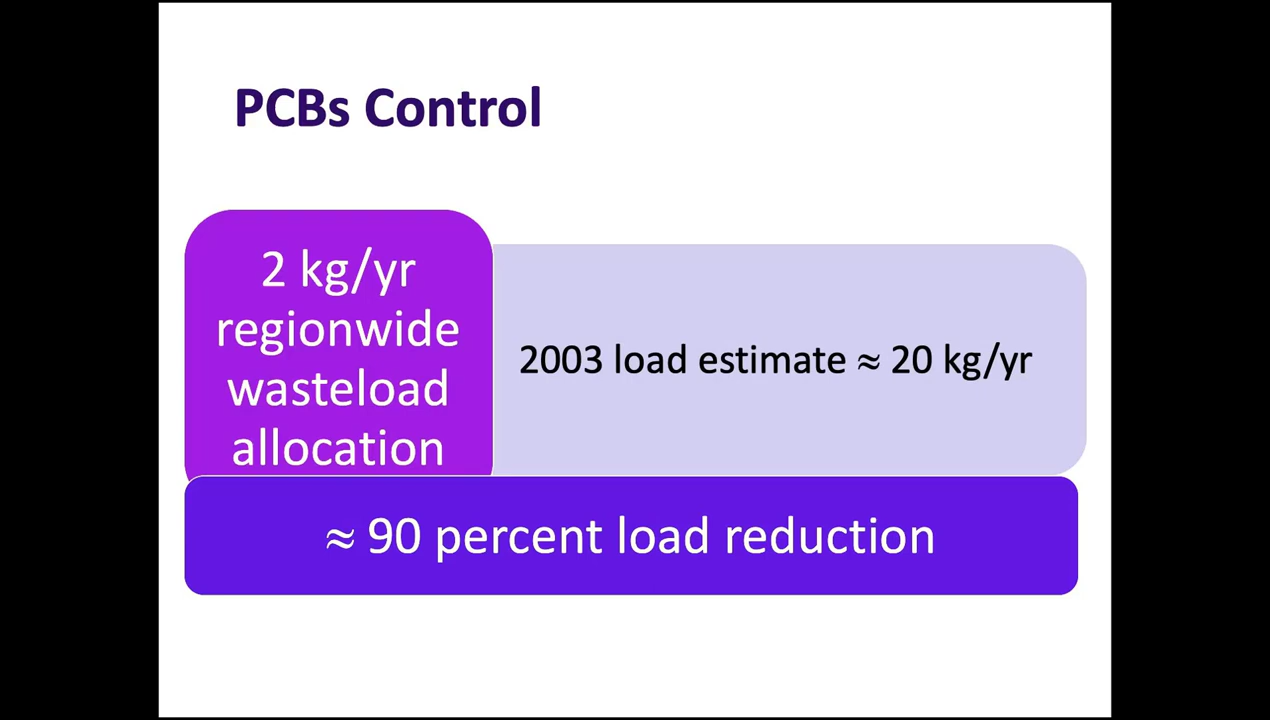 PCBs Control
2 kg/yr
regionwide
wasteload
allocation
2003 load estimate ≈ 20 kg/yr
≈ 90 percent load reduction